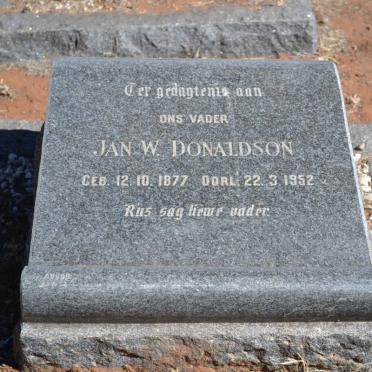 Ter gedagtenis aan
ONS VADER
JAN W. DONALDSON
GEB. 12. 10. 1877 OORL. 22. 3. 1952
Rus sag liewe vader.